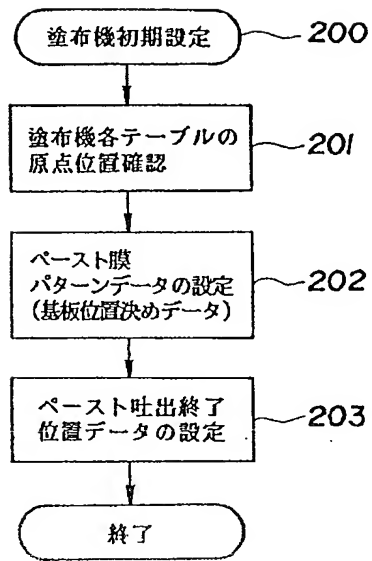 塗布機初期設定
200
塗布機各テーブルの
原点位置確認
201
ペースト膜
パターンデータの設定
(基板位置決めデータ)
202
ペースト吐出終了
位置データの設定
203
終了